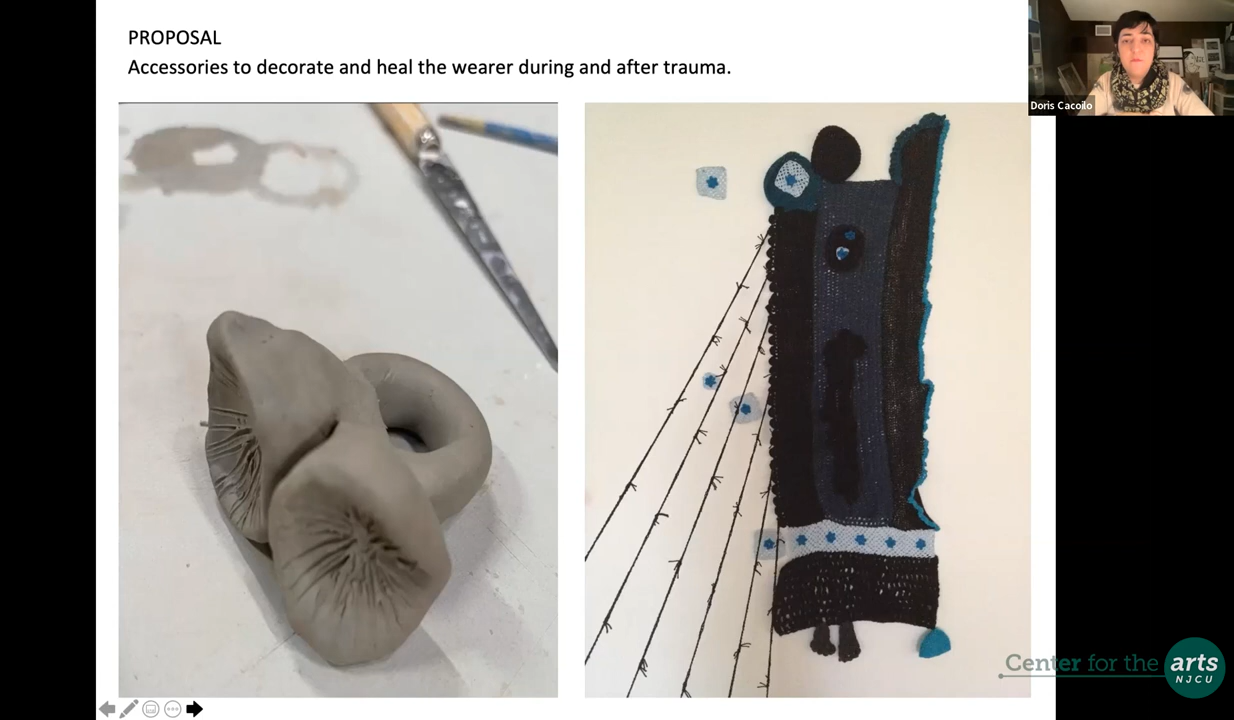 PROPOSAL
Accessories to decorate and heal the wearer during and after trauma.
Doris Cacoilo
Center for the arts
NJCU